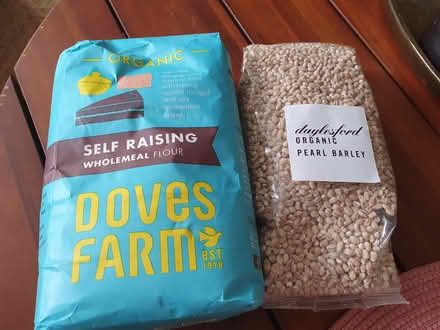 ORGANIC
SELF RAISING
WHOLEMEAL FLOUR
DOVES
FARM
EST
1978
daylesford
ORGANIC
PEARL BARLEY